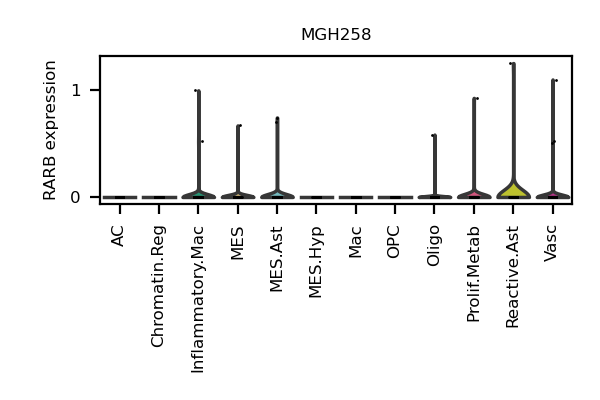 MGH258
RARB expression
1
0
AC
Chromatin.Reg
Inflammatory.Mac
MES
MES.Ast
MES.Hyp
Mac
OPC
Oligo
Prolif.Metab
Reactive.Ast
Vasc